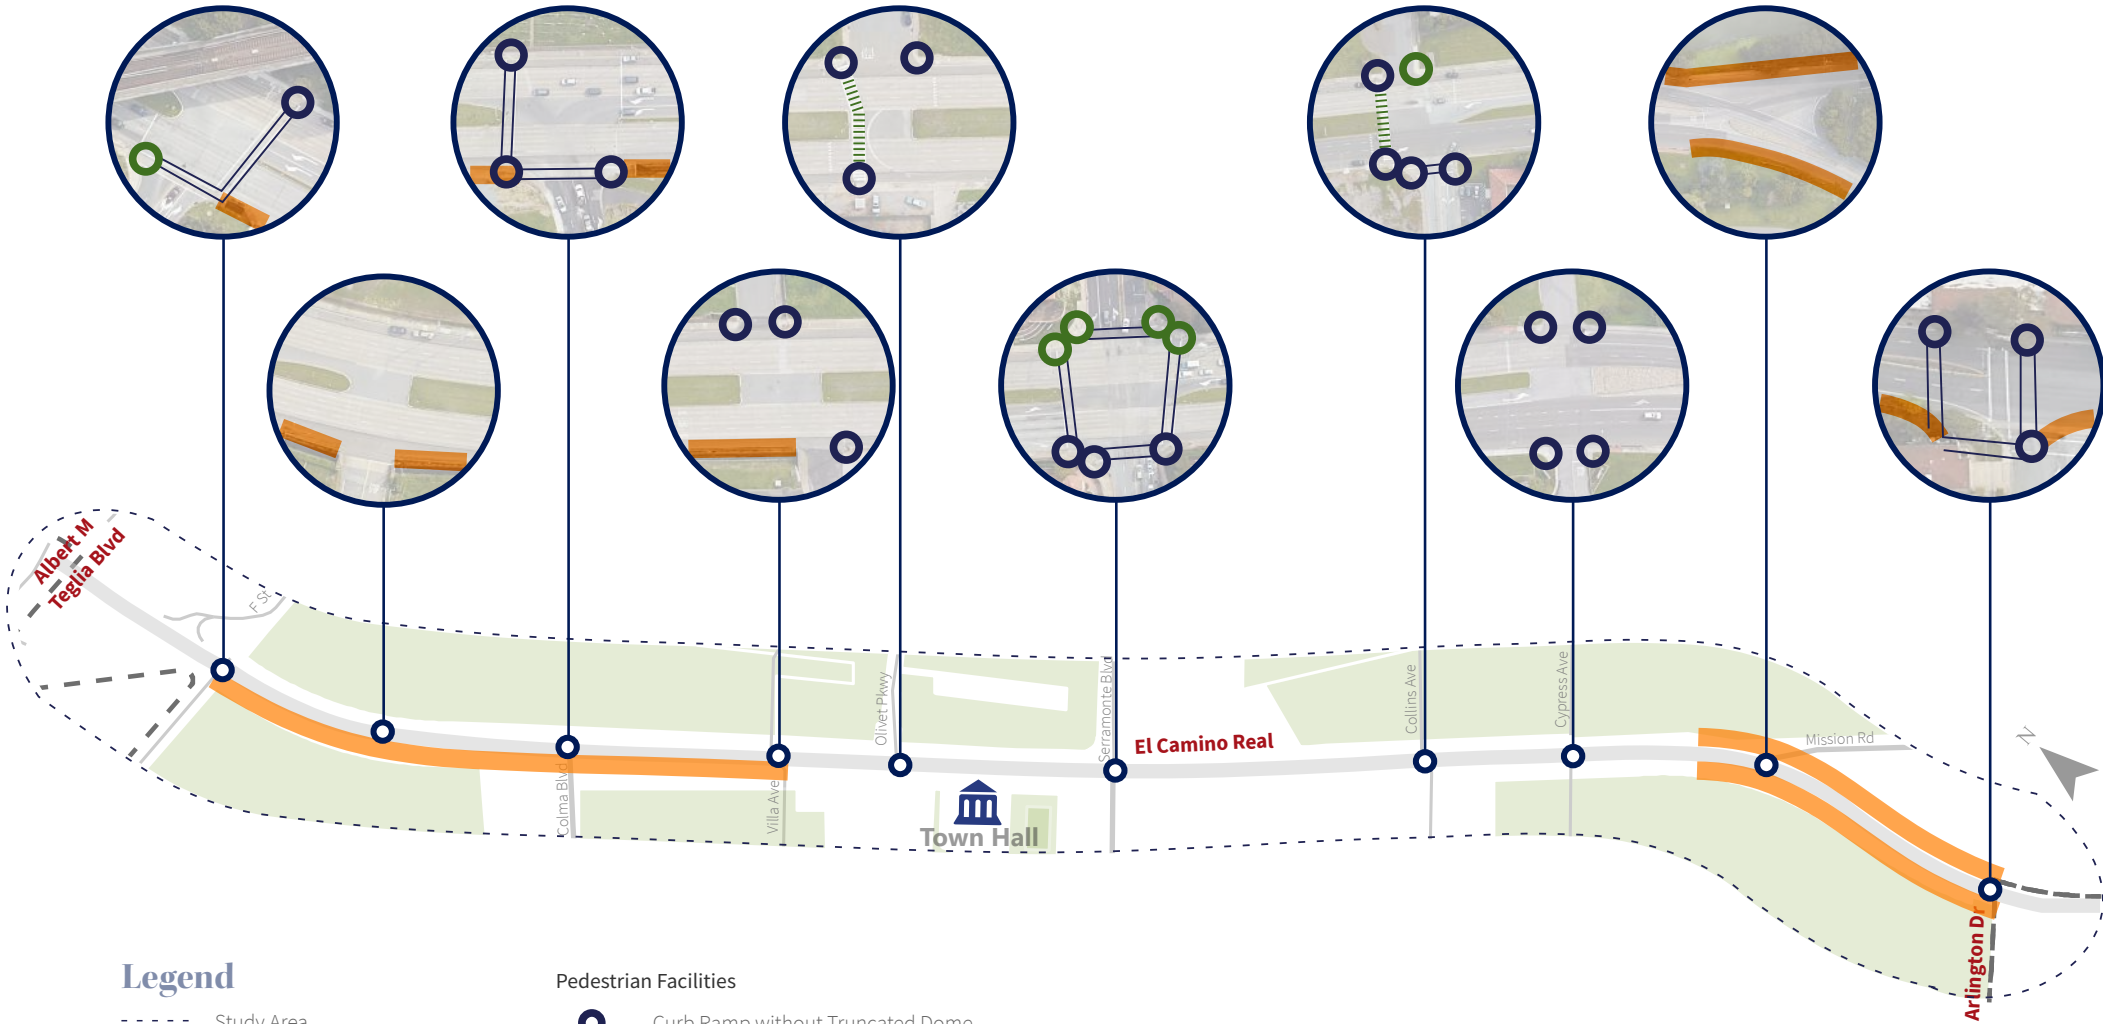 Albert M
Teglia Blvd
F St
Colma Blvd
Villa Ave
Olivet Pkwy
Serramonte Blvd
El Camino Real
Town Hall
Collins Ave
Cypress Ave
Mission Rd
N
Arlington Dr
Legend
Study Area
Pedestrian Facilities
Curb Ramp without Truncated Dome